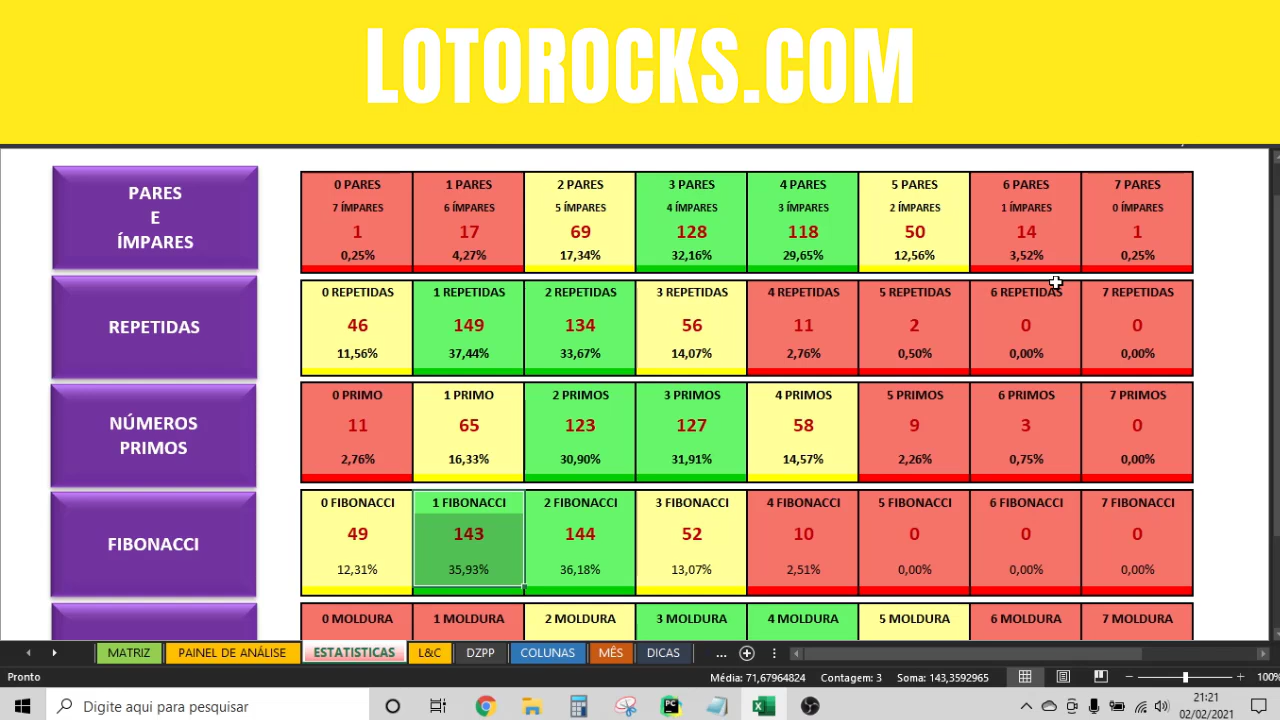 LOTOROCKS.COM
PARES
E
ÍMPARES
0 PARES 1 PARES 2 PARES 3 PARES 4 PARES 5 PARES 6 PARES 7 PARES
7 ÍMPARES 6 ÍMPARES 5 ÍMPARES 4 ÍMPARES 3 ÍMPARES 2 ÍMPARES 1 ÍMPARES 0 ÍMPARES
1 17 69 128 118 50 14 1
0,25% 4,27% 17,34% 32,16% 29,65% 12,56% 3,52% 0,25%
REPETIDAS
0 REPETIDAS 1 REPETIDAS 2 REPETIDAS 3 REPETIDAS 4 REPETIDAS 5 REPETIDAS 6 REPETIDAS 7 REPETIDAS
46 149 134 56 11 2 0 0
11,56% 37,44% 33,67% 14,07% 2,76% 0,50% 0,00% 0,00%
NÚMEROS
PRIMOS
0 PRIMO 1 PRIMO 2 PRIMOS 3 PRIMOS 4 PRIMOS 5 PRIMOS 6 PRIMOS 7 PRIMOS
11 65 123 127 58 9 3 0
2,76% 16,33% 30,90% 31,91% 14,57% 2,26% 0,75% 0,00%
FIBONACCI
0 FIBONACCI 1 FIBONACCI 2 FIBONACCI 3 FIBONACCI 4 FIBONACCI 5 FIBONACCI 6 FIBONACCI 7 FIBONACCI
49 143 144 52 10 0 0 0
12,31% 35,93% 36,18% 13,07% 2,51% 0,00% 0,00% 0,00%
0 MOLDURA 1 MOLDURA 2 MOLDURA 3 MOLDURA 4 MOLDURA 5 MOLDURA 6 MOLDURA 7 MOLDURA
MATRIZ PAINEL DE ANÁLISE ESTATISTICAS L&C DZPP COLUNAS MÊS DICAS ...
Pronto Média: 71,67964824 Contagem: 3 Soma: 143,3592965 100%
Digite aqui para pesquisar
21:21
02/02/2021